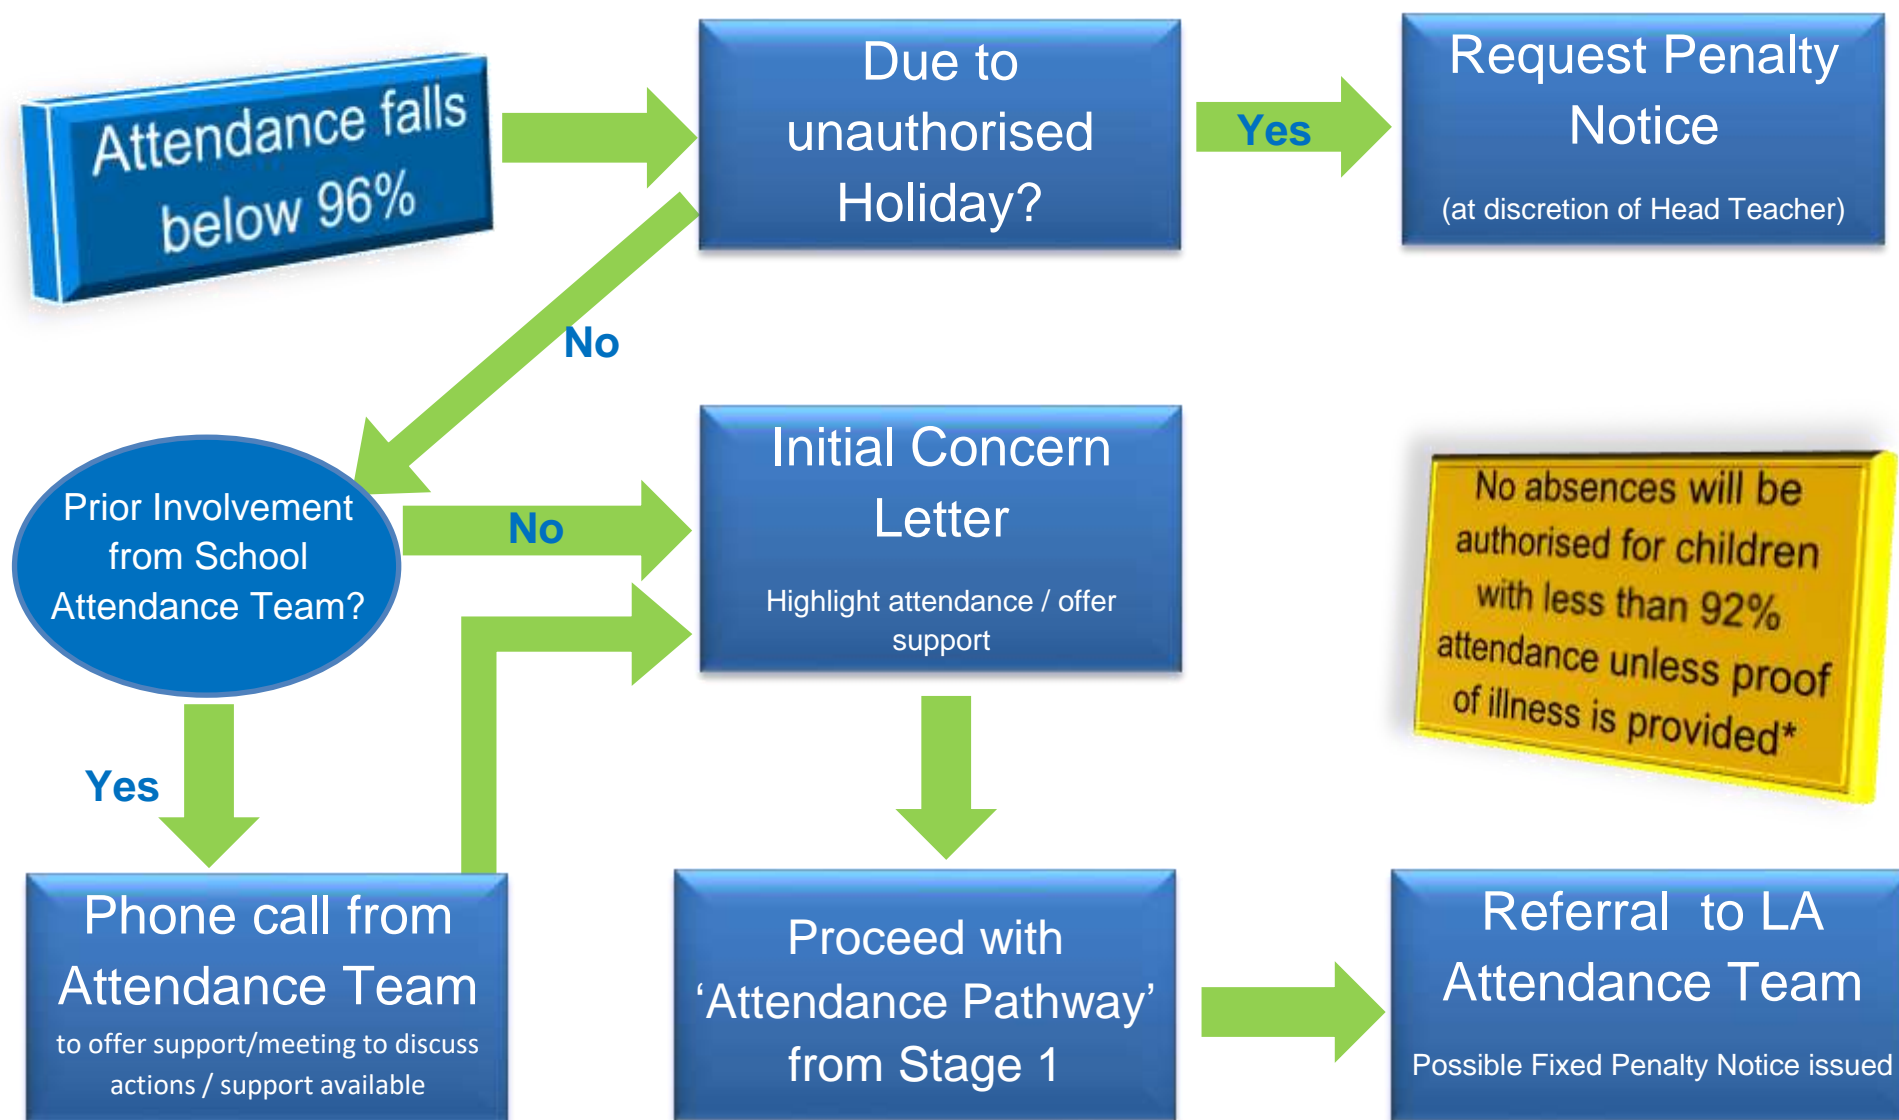 Attendance falls
below 96%
Due to
unauthorised
Holiday?
Yes
Request Penalty
Notice
(at discretion of Head Teacher)
No
Prior Involvement
from School
Attendance Team?
No
Initial Concern
Letter
Highlight attendance / offer
support
No absences will be
authorised for children
with less than 92%
attendance unless proof
of illness is provided*
Yes
Phone call from
Attendance Team
to offer support/meeting to discuss
actions / support available
Proceed with
‘Attendance Pathway’
from Stage 1
Referral  to LA
Attendance Team
Possible Fixed Penalty Notice issued